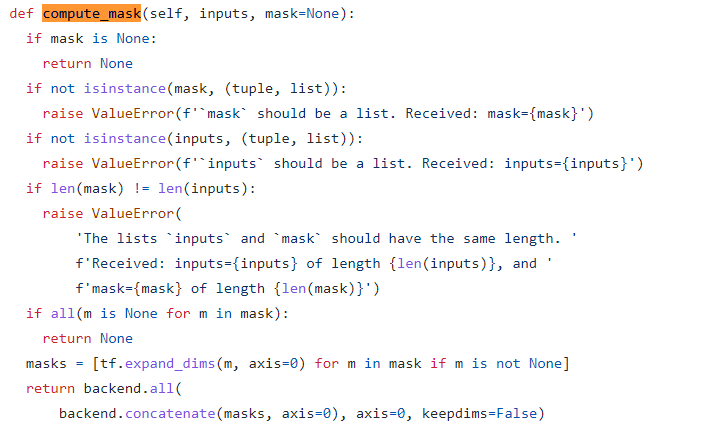 def compute_mask(self, inputs, mask=None):
  if mask is None:
    return None
  if not isinstance(mask, (tuple, list)):
    raise ValueError(f'`mask` should be a list. Received: mask={mask}')
  if not isinstance(inputs, (tuple, list)):
    raise ValueError(f'`inputs` should be a list. Received: inputs={inputs}')
  if len(mask) != len(inputs):
    raise ValueError(
        'The lists `inputs` and `mask` should have the same length. '
        f'Received: inputs={inputs} of length {len(inputs)}, and '
        f'mask={mask} of length {len(mask)}')
  if all(m is None for m in mask):
    return None
  masks = [tf.expand_dims(m, axis=0) for m in mask if m is not None]
  return backend.all(
      backend.concatenate(masks, axis=0), axis=0, keepdims=False)